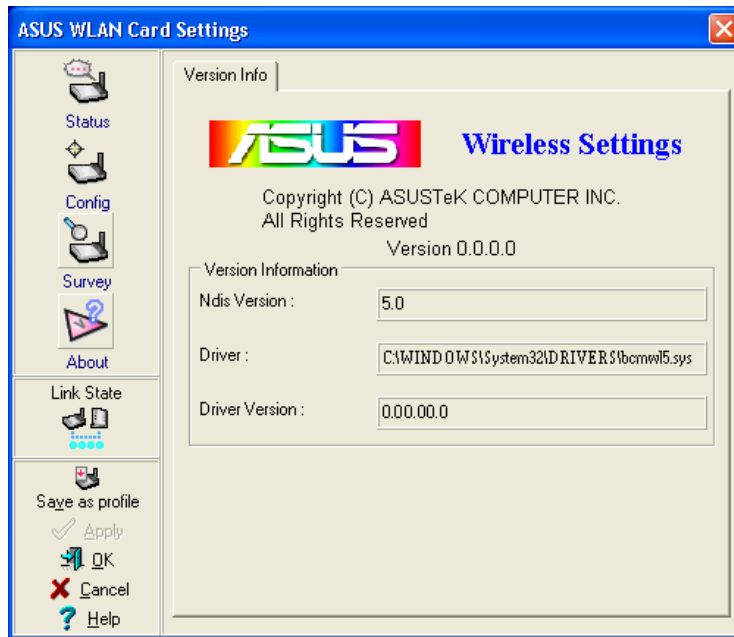 ASUS WLAN Card Settings
Status
Config
Survey
About
Link State
Save as profile
Apply
OK
Cancel
Help
Version Info
ASUS
Wireless Settings
Copyright (C) ASUSTeK COMPUTER INC.
All Rights Reserved
Version 0.0.0.0
Version Information
Ndis Version : 5.0
Driver : C:\WINDOWS\System32\DRIVERS\bcmwl5.sys
Driver Version : 0.00.00.0